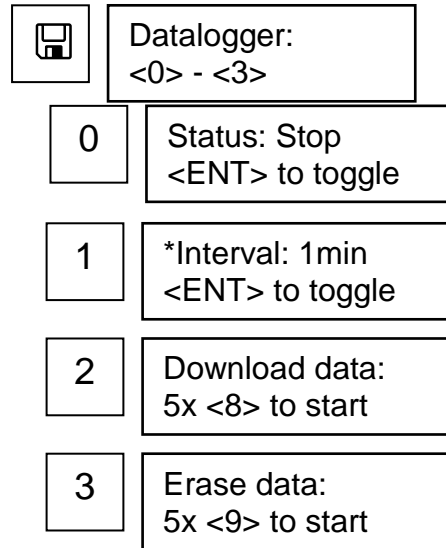 Datalogger:
<0> - <3>
0
Status: Stop
<ENT> to toggle
1
*Interval: 1min
<ENT> to toggle
2
Download data:
5x <8> to start
3
Erase data:
5x <9> to start